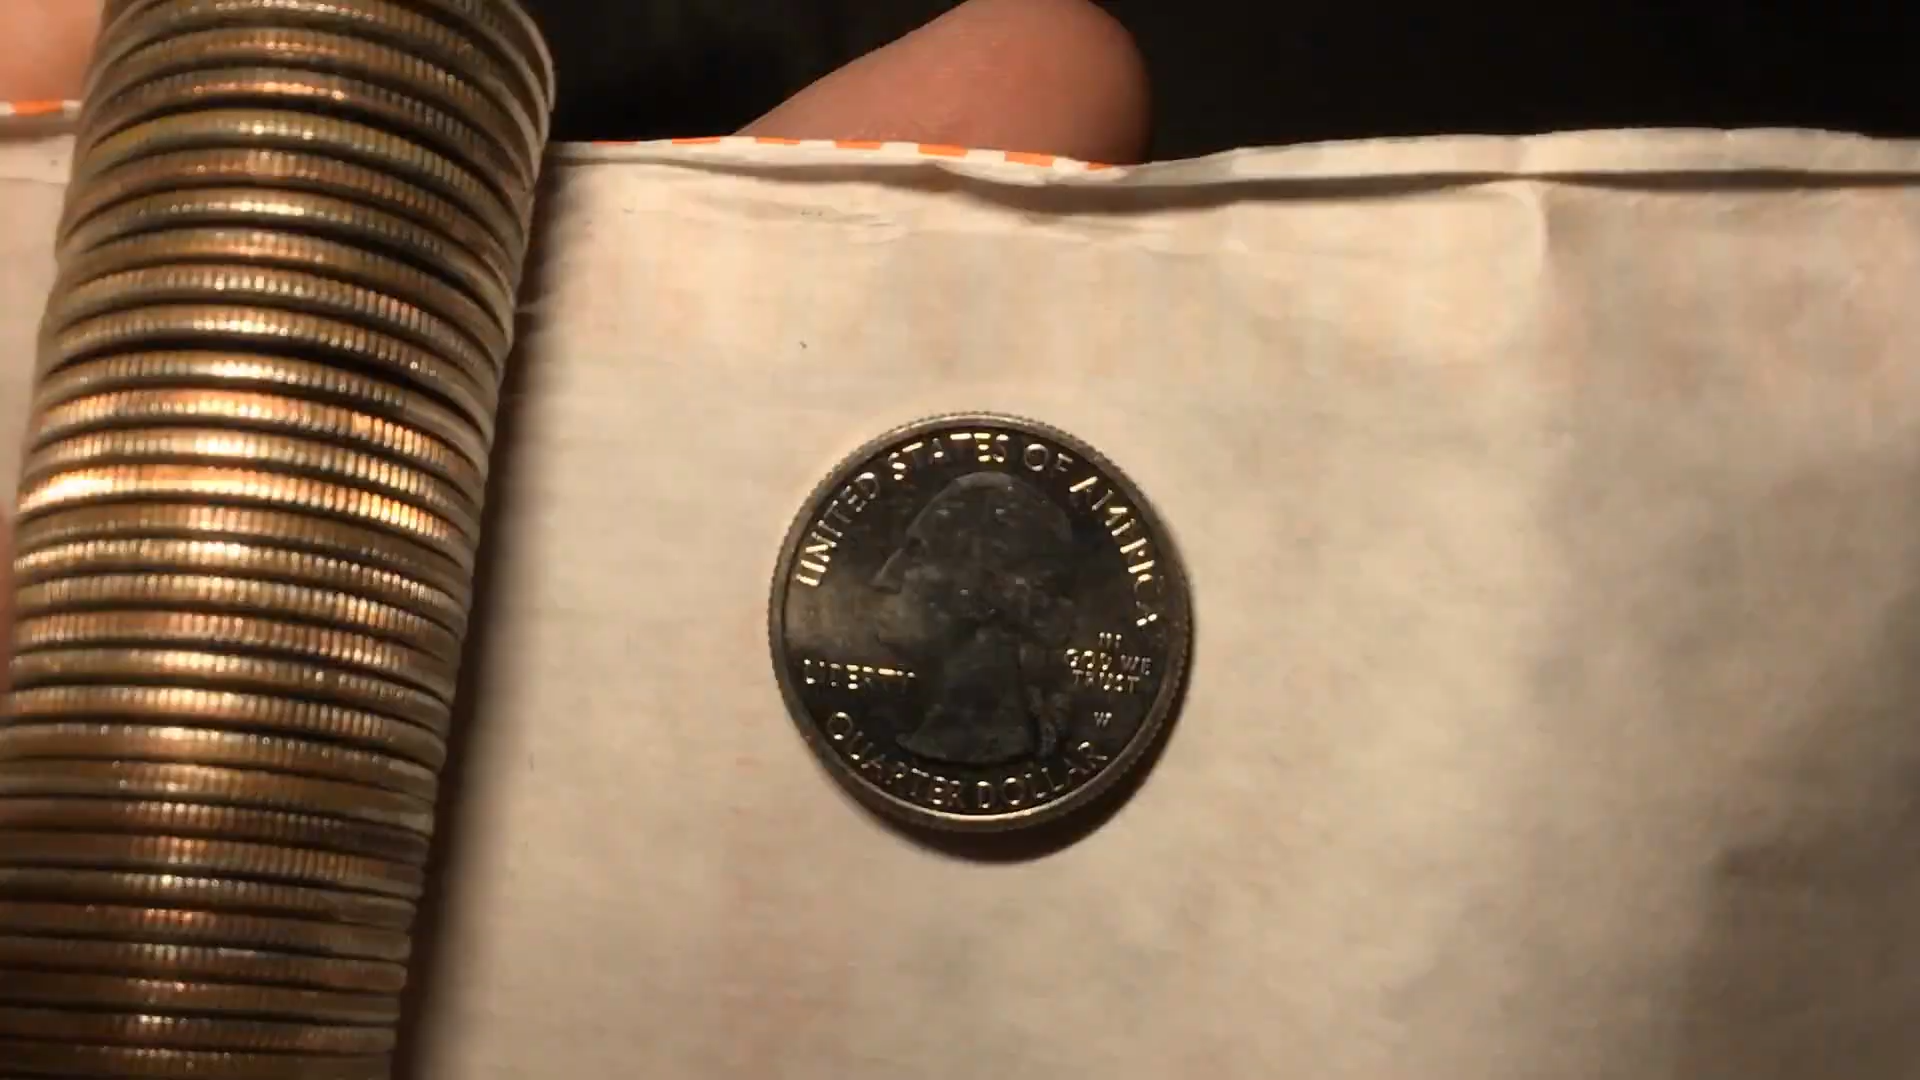 UNITED STATES OF AMERICA
LIBERTY
IN
GOD WE
TRUST
W
QUARTER DOLLAR